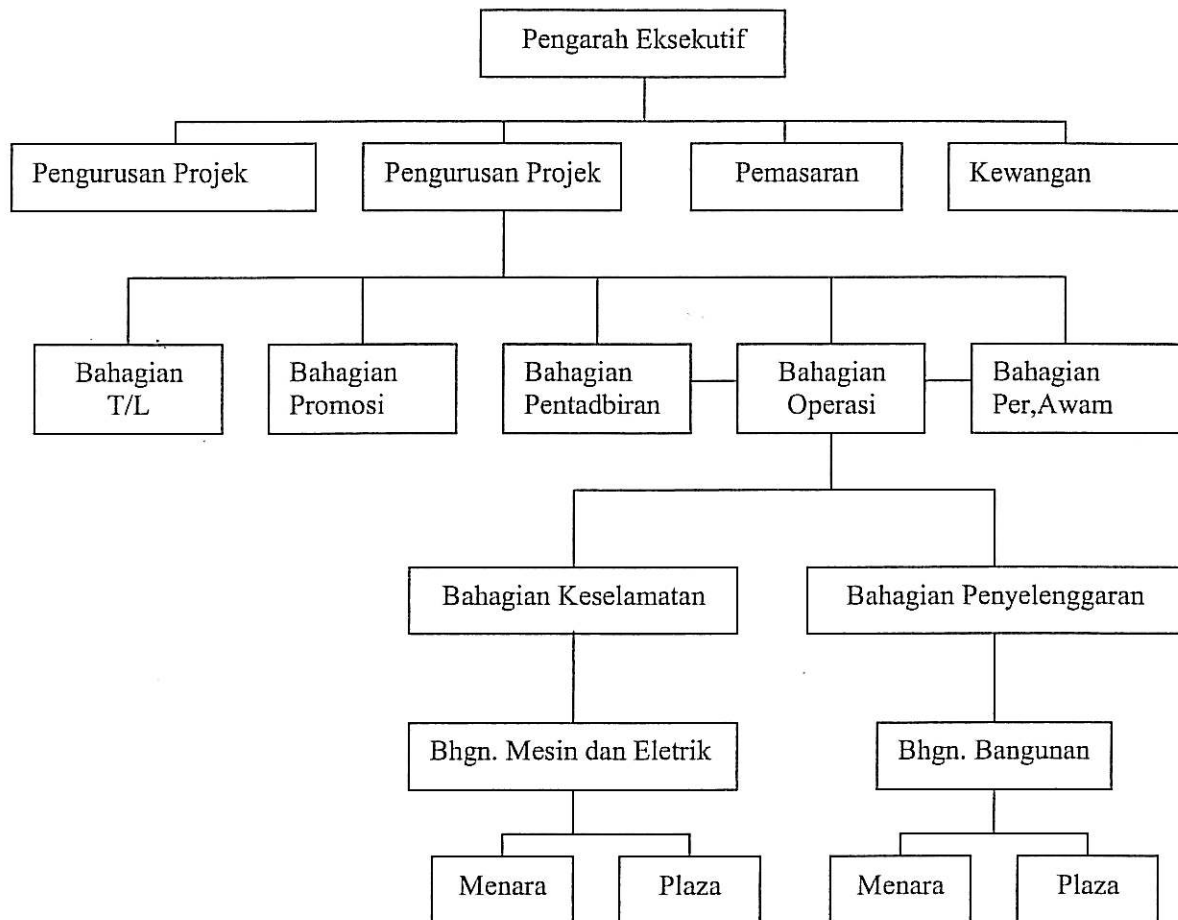 Pengarah Eksekutif
Pengurusan Projek
Pengurusan Projek
Pemasaran
Kewangan
Bahagian
T/L
Bahagian
Promosi
Bahagian
Pentadbiran
Bahagian
Operasi
Bahagian
Per,Awam
Bahagian Keselamatan
Bahagian Penyelenggaran
Bhgn. Mesin dan Eletrik
Bhgn. Bangunan
Menara
Plaza
Menara
Plaza